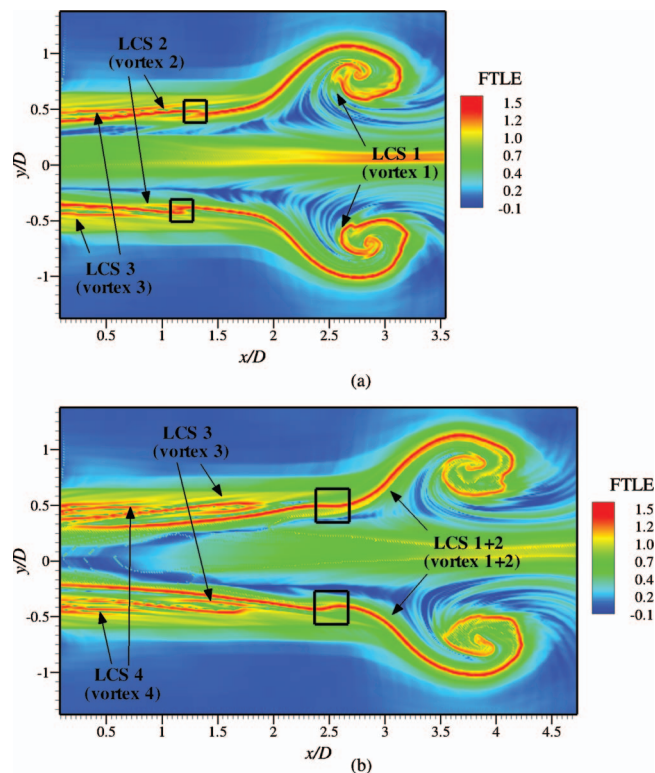 LCS 2
(vortex 2)
1
0.5
0
-0.5
-1
y/D
LCS 1
(vortex 1)
LCS 3
(vortex 3)
0.5
1
1.5
2
2.5
3
3.5
x/D
FTLE
1.5
1.2
1.0
0.7
0.4
0.2
-0.1
(a)
LCS 3
(vortex 3)
1
0.5
0
-0.5
-1
y/D
LCS 1+2
(vortex 1+2)
LCS 4
(vortex 4)
0.5
1
1.5
2
2.5
3
3.5
4
4.5
x/D
FTLE
1.5
1.2
1.0
0.7
0.4
0.2
-0.1
(b)